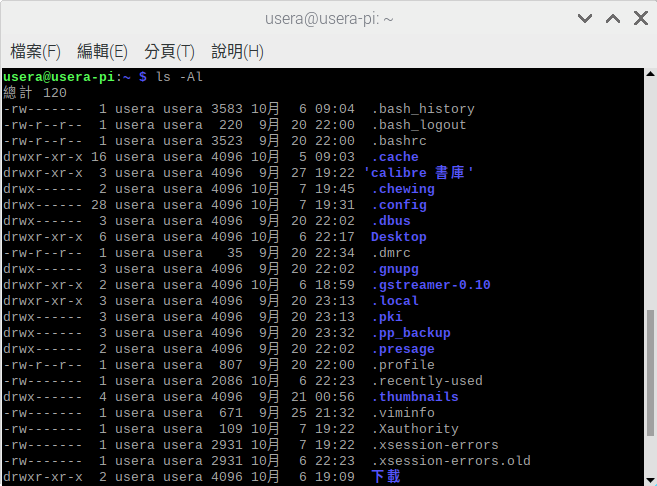 usera@usera-pi: ~
檔案(F) 編輯(E) 分頁(T) 說明(H)
usera@usera-pi:~ $ ls -Al
總計 120
-rw------- 1 usera usera 3583 10月 6 09:04 .bash_history
-rw-r--r-- 1 usera usera 220 9月 20 22:00 .bash_logout
-rw-r--r-- 1 usera usera 3523 9月 20 22:00 .bashrc
drwxr-xr-x 16 usera usera 4096 10月 5 09:03 .cache
drwxr-xr-x 3 usera usera 4096 9月 27 19:22 'calibre 書庫'
drwx------ 2 usera usera 4096 10月 7 19:45 .chewing
drwx------ 28 usera usera 4096 10月 7 19:31 .config
drwx------ 3 usera usera 4096 9月 20 22:02 .dbus
drwxr-xr-x 6 usera usera 4096 10月 6 22:17 Desktop
-rw-r--r-- 1 usera usera 35 9月 20 22:34 .dmrc
drwx------ 3 usera usera 4096 9月 20 22:02 .gnupg
drwxr-xr-x 2 usera usera 4096 10月 6 18:59 .gstreamer-0.10
drwxr-xr-x 3 usera usera 4096 9月 20 23:13 .local
drwx------ 3 usera usera 4096 9月 20 23:13 .pki
drwx------ 3 usera usera 4096 9月 20 23:32 .pp_backup
drwx------ 2 usera usera 4096 9月 20 22:02 .presage
-rw-r--r-- 1 usera usera 807 9月 20 22:00 .profile
-rw------- 1 usera usera 2086 10月 6 22:23 .recently-used
drwx------ 4 usera usera 4096 9月 21 00:56 .thumbnails
-rw------- 1 usera usera 671 9月 25 21:32 .viminfo
-rw------- 1 usera usera 109 10月 7 19:22 .Xauthority
-rw------- 1 usera usera 2931 10月 7 19:22 .xsession-errors
-rw------- 1 usera usera 2931 10月 6 22:23 .xsession-errors.old
drwxr-xr-x 2 usera usera 4096 10月 6 19:09 下載